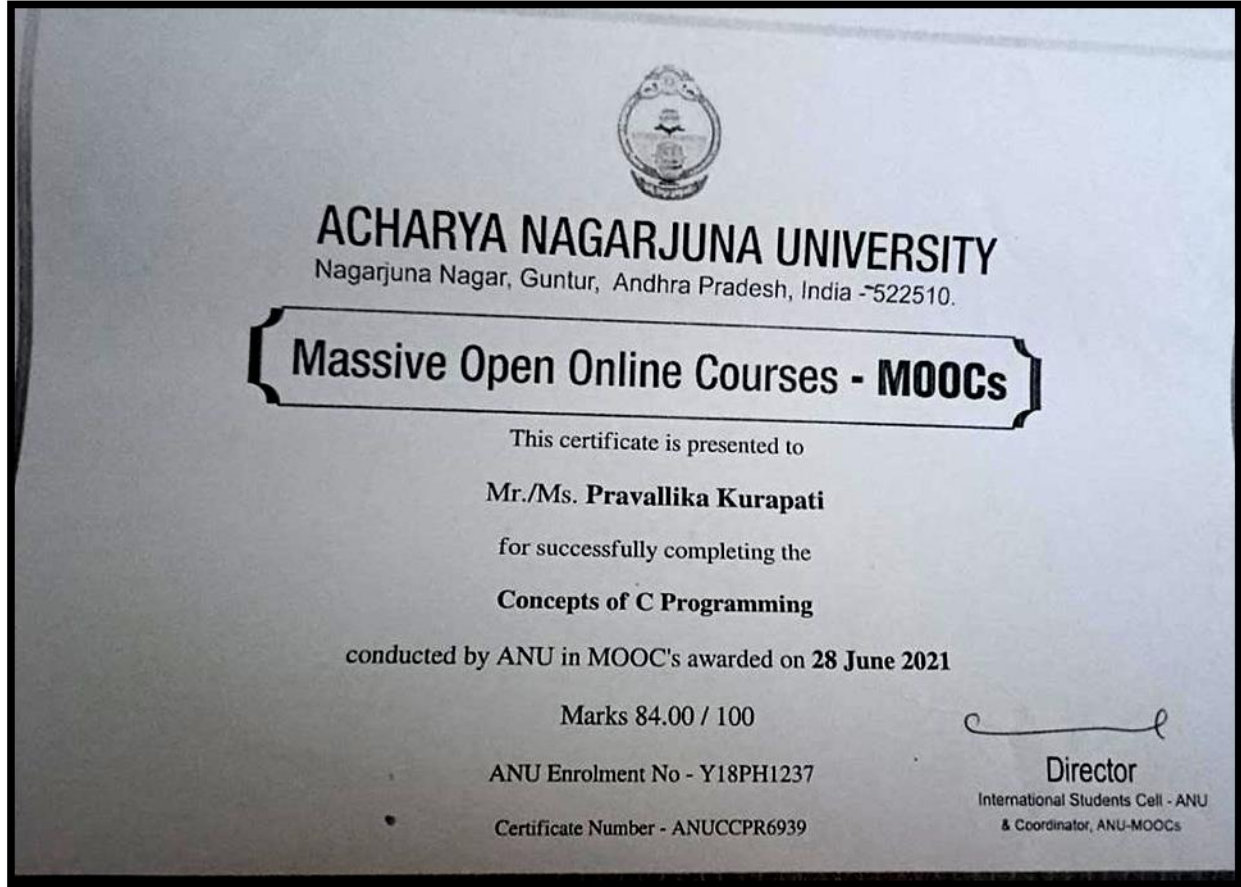 ACHARYA NAGARJUNA UNIVERSITY
Nagarjuna Nagar, Guntur, Andhra Pradesh, India - 522510.
Massive Open Online Courses - MOOCs
This certificate is presented to
Mr./Ms. Pravallika Kurapati
for successfully completing the
Concepts of C Programming
conducted by ANU in MOOC's awarded on 28 June 2021
Marks 84.00 / 100
ANU Enrolment No - Y18PH1237
Certificate Number - ANUCCPR6939
Director
International Students Cell - ANU
& Coordinator, ANU-MOOCs